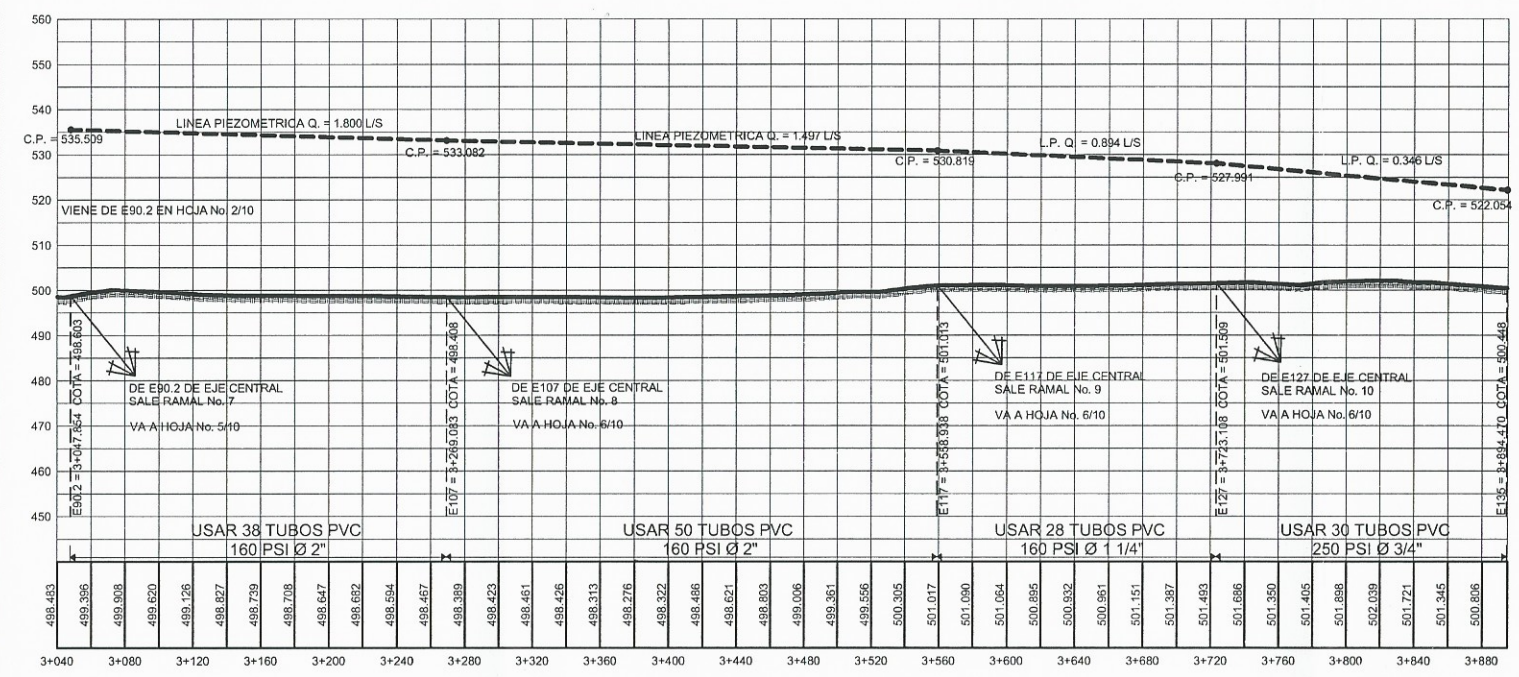 560
550
540
530
520
510
500
490
480
470
460
450
C.P. = 535.509
LINEA PIEZOMETRICA Q. = 1.800 L/S
C.P. = 533.082
LINEA PIEZOMETRICA Q. = 1.497 L/S
C.P. = 530.819
L.P. Q. = 0.894 L/S
C.P. = 527.991
L.P. Q. = 0.346 L/S
C.P. = 522.054
VIENE DE E90.2 EN HOJA No. 2/10
E90.2 = 3+047.854 COTA = 498.603
DE E90.2 DE EJE CENTRAL
SALE RAMAL No. 7
VA A HOJA No. 5/10
E107 = 3+269.083 COTA = 498.408
DE E107 DE EJE CENTRAL
SALE RAMAL No. 8
VA A HOJA No. 6/10
E117 = 3+558.938 COTA = 501.013
DE E117 DE EJE CENTRAL
SALE RAMAL No. 9
VA A HOJA No. 6/10
E127 = 3+723.108 COTA = 501.509
DE E127 DE EJE CENTRAL
SALE RAMAL No. 10
VA A HOJA No. 6/10
E135 = 3+894.470 COTA = 500.448
USAR 38 TUBOS PVC
160 PSI Ø 2"
USAR 50 TUBOS PVC
160 PSI Ø 2"
USAR 28 TUBOS PVC
160 PSI Ø 1 1/4"
USAR 30 TUBOS PVC
250 PSI Ø 3/4"
498.483 499.396 499.908 499.620 499.126 498.827 498.739 498.708 498.647 498.682 498.594 498.467 498.389 498.423 498.461 498.426 498.313 498.276 498.322 498.486 498.621 498.803 499.006 499.361 499.556 500.305 501.017 501.090 501.064 500.895 500.932 500.961 501.151 501.387 501.493 501.686 501.350 501.405 501.898 502.039 501.721 501.345 500.806
3+040 3+080 3+120 3+160 3+200 3+240 3+280 3+320 3+360 3+400 3+440 3+480 3+520 3+560 3+600 3+640 3+680 3+720 3+760 3+800 3+840 3+880